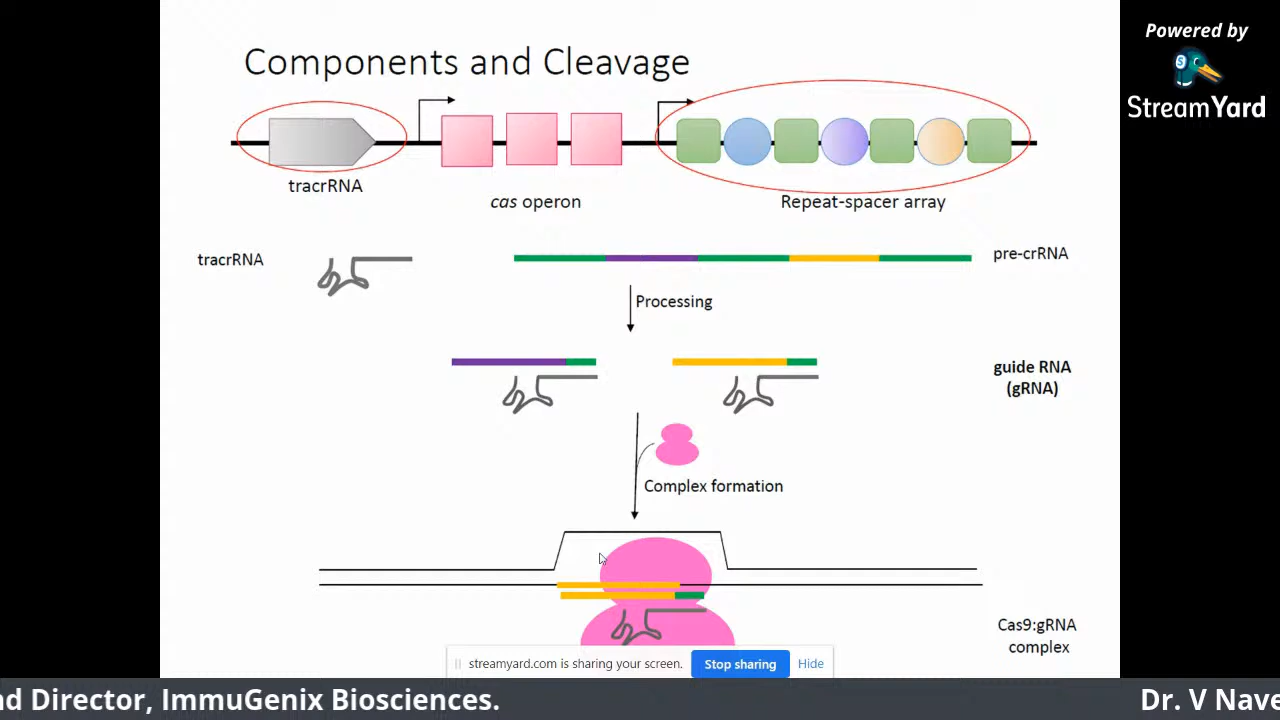 Powered by
StreamYard
Components and Cleavage
tracrRNA
cas operon
Repeat-spacer array
tracrRNA
pre-crRNA
Processing
guide RNA
(gRNA)
Complex formation
Cas9:gRNA
complex
streamyard.com is sharing your screen.
Stop sharing
Hide
nd Director, ImmuGenix Biosciences.
Dr. V Nave